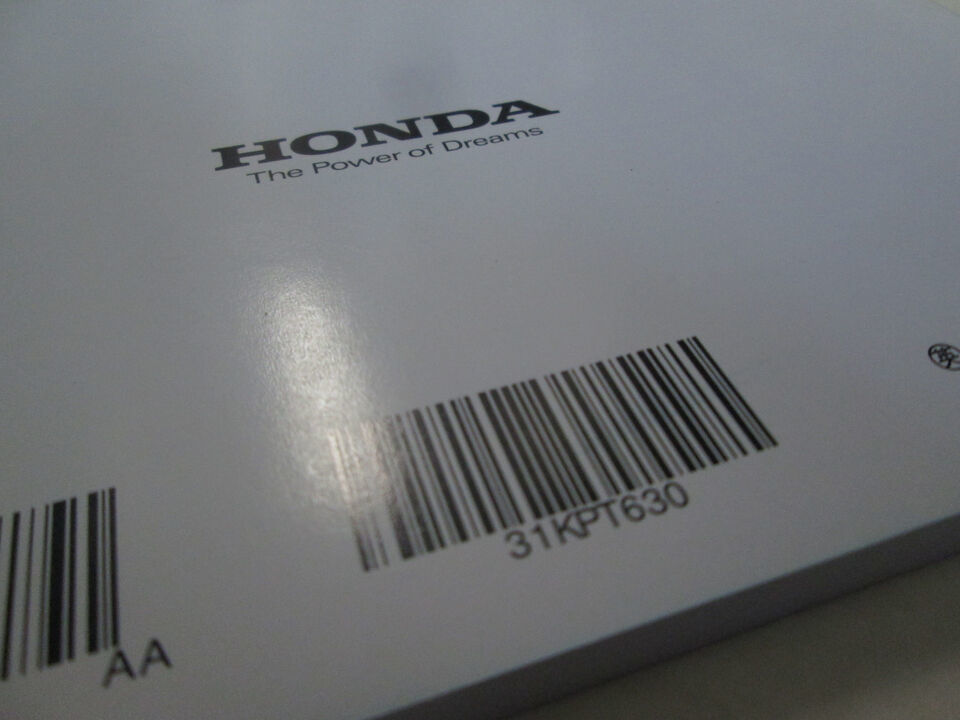 HONDA
The Power of Dreams
31KPT630
AA